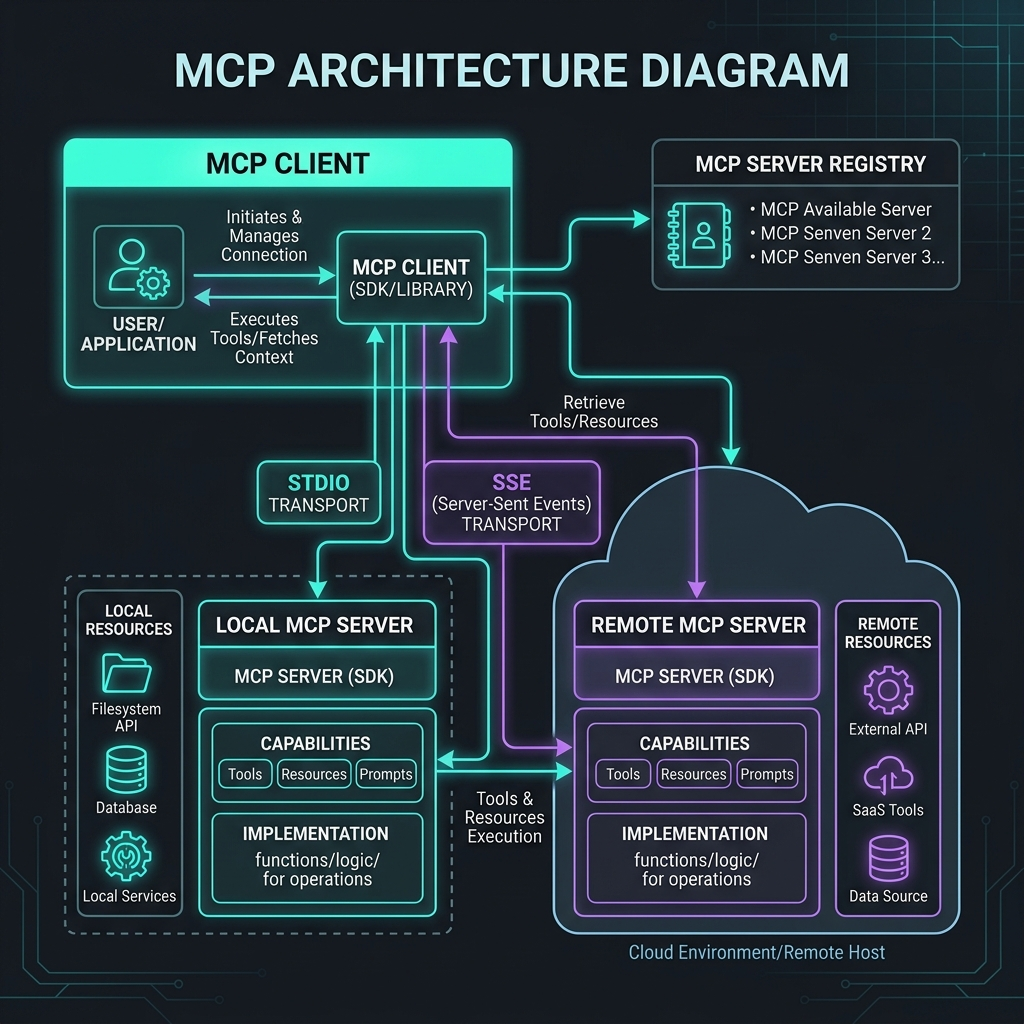 MCP ARCHITECTURE DIAGRAM
MCP CLIENT
Initiates &
Manages
Connection
MCP CLIENT
(SDK/LIBRARY)
USER/
APPLICATION
Executes
Tools/Fetches
Context
MCP SERVER REGISTRY
• MCP Available Server
• MCP Senven Server 2
• MCP Senven Server 3...
Retrieve
Tools/Resources
STDIO
TRANSPORT
SSE
(Server-Sent Events)
TRANSPORT
LOCAL
RESOURCES
Filesystem
API
Database
Local Services
LOCAL MCP SERVER
MCP SERVER (SDK)
CAPABILITIES
Tools
Resources
Prompts
IMPLEMENTATION
functions/logic/
for operations
Tools &
Resources
Execution
REMOTE MCP SERVER
MCP SERVER (SDK)
CAPABILITIES
Tools
Resources
Prompts
IMPLEMENTATION
functions/logic/
for operations
REMOTE
RESOURCES
External API
SaaS Tools
Data Source
Cloud Environment/Remote Host